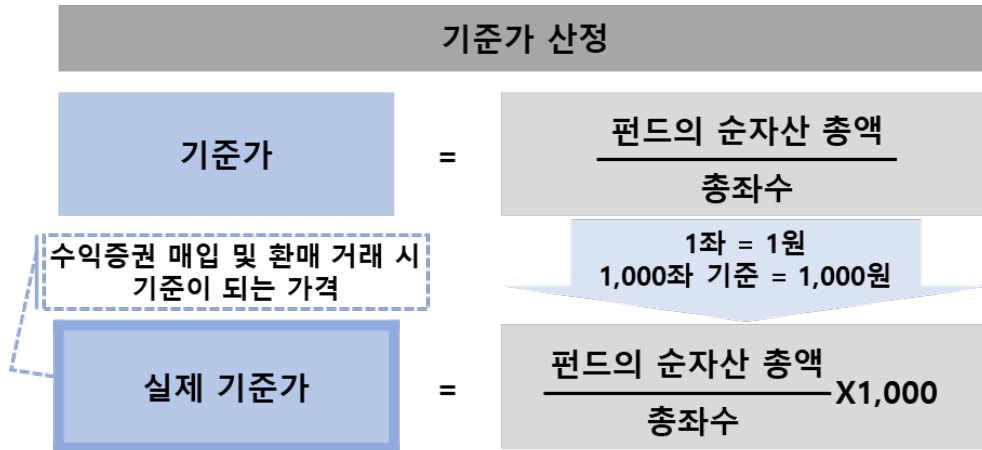 기준가 산정
기준가
=
펀드의 순자산 총액
총좌수
수익증권 매입 및 환매 거래 시
기준이 되는 가격
1좌 = 1원
1,000좌 기준 = 1,000원
실제 기준가
=
펀드의 순자산 총액
총좌수
X1,000